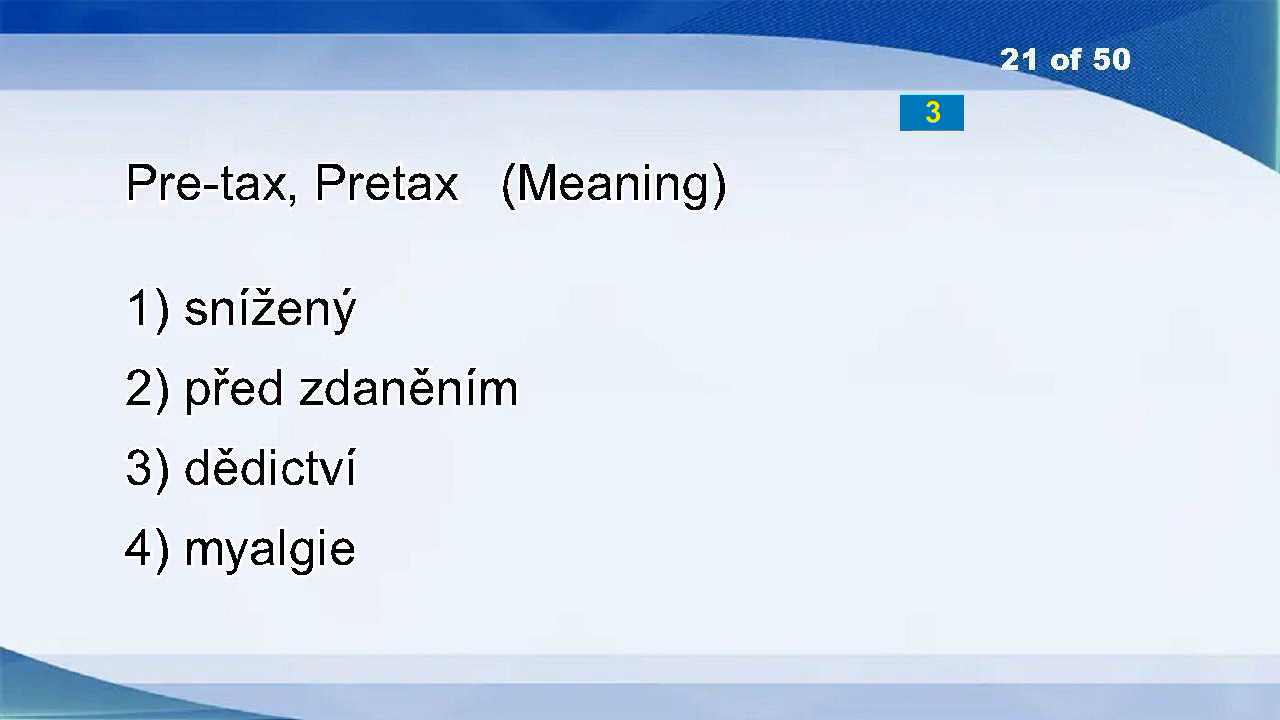 21 of 50
3
Pre-tax, Pretax (Meaning)
1) snížený
2) před zdaněním
3) dědictví
4) myalgie